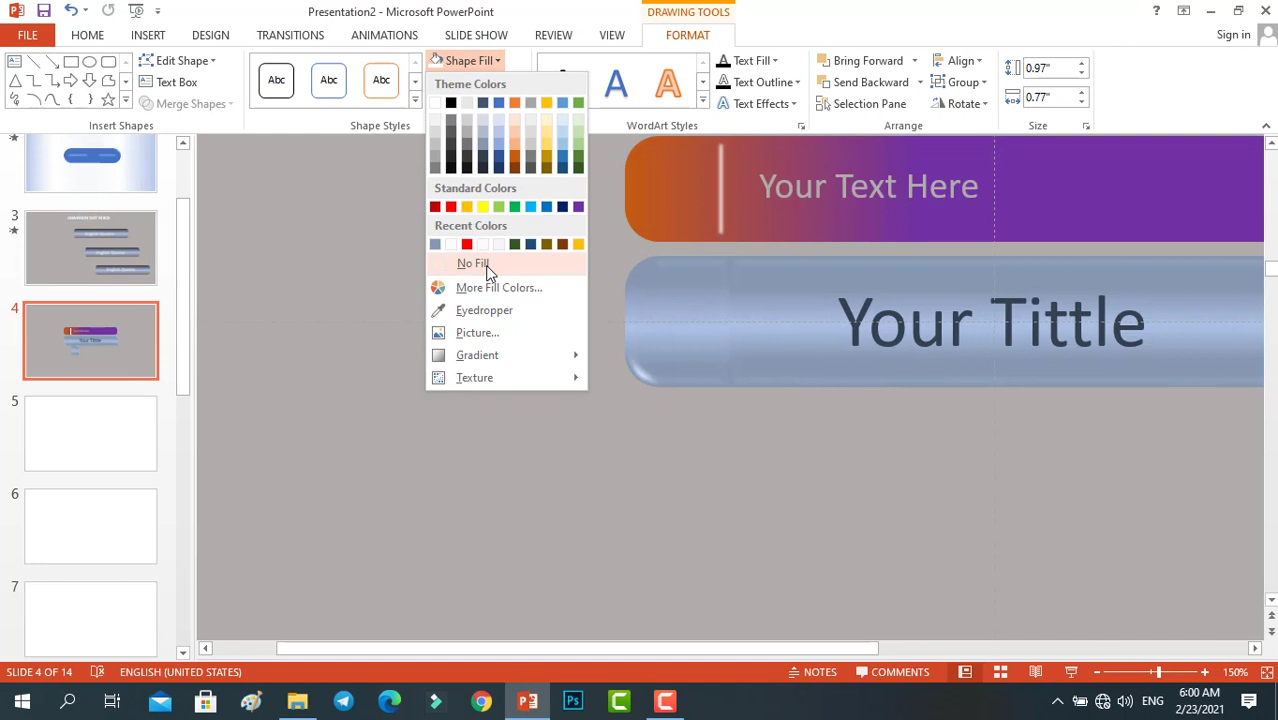 Presentation2 - Microsoft PowerPoint
DRAWING TOOLS
?
FILE
HOME
INSERT
DESIGN
TRANSITIONS
ANIMATIONS
SLIDE SHOW
REVIEW
VIEW
FORMAT
Sign in
Edit Shape
Text Box
Merge Shapes
Insert Shapes
Abc
Abc
Abc
Shape Styles
Shape Fill
Theme Colors
Standard Colors
Recent Colors
No Fill
More Fill Colors...
Eyedropper
Picture...
Gradient
Texture
A
A
Text Fill
Text Outline
Text Effects
WordArt Styles
Bring Forward
Send Backward
Selection Pane
Align
Group
Rotate
Arrange
0.97"
0.77"
Size
3
4
Your Tittle
5
6
7
Your Text Here
Your Tittle
SLIDE 4 OF 14
ENGLISH (UNITED STATES)
NOTES
COMMENTS
150%
Ps
ENG
6:00 AM
2/23/2021